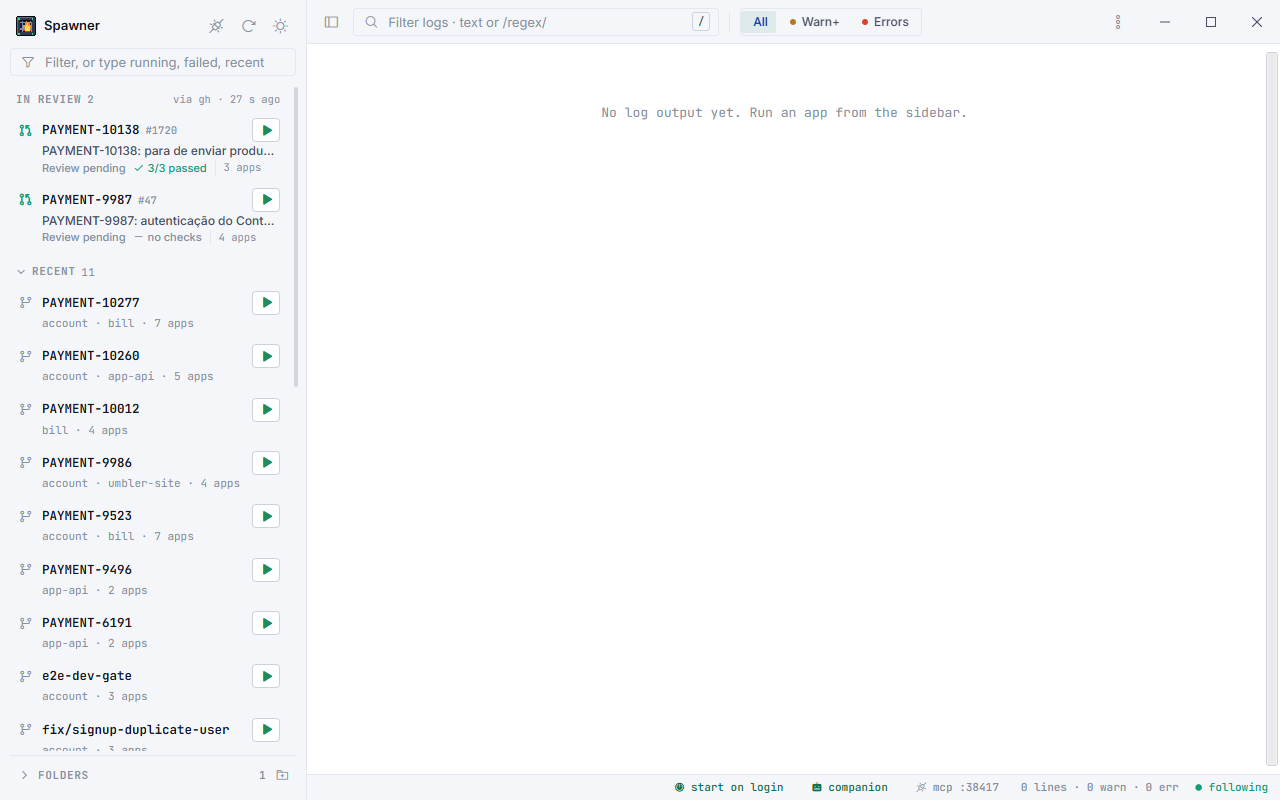 Spawner
Filter, or type running, failed, recent
IN REVIEW 2 via gh · 27 s ago
PAYMENT-10138 #1720
PAYMENT-10138: para de enviar produ...
Review pending 3/3 passed 3 apps
PAYMENT-9987 #47
PAYMENT-9987: autenticação do Cont...
Review pending — no checks 4 apps
RECENT 11
PAYMENT-10277
account · bill · 7 apps
PAYMENT-10260
account · app-api · 5 apps
PAYMENT-10012
bill · 4 apps
PAYMENT-9986
account · umbler-site · 4 apps
PAYMENT-9523
account · bill · 7 apps
PAYMENT-9496
app-api · 2 apps
PAYMENT-6191
app-api · 2 apps
e2e-dev-gate
account · 3 apps
fix/signup-duplicate-user
account · 3 apps
FOLDERS 1
Filter logs · text or /regex/ /
All Warn+ Errors
No log output yet. Run an app from the sidebar.
start on login companion mcp :38417 0 lines · 0 warn · 0 err following